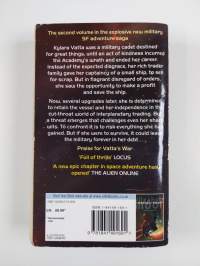 The second volume in the explosive new military
SF adventure saga
Kylara Vatta was a military cadet destined
for great things, until an act of kindness incurred
the Academy's wrath and ended her career.
Instead of the expected disgrace, her rich trader
family gave her captaincy of a small ship, to sell
for scrap. But in flagrant disregard of orders,
she saw the opportunity to make a profit
and save the ship.
Now, several upgrades later, she is determined
to retain the vessel and her independence in the
cut-throat world of interplanetary trading. But
a threat emerges that challenges even her
To confront it is to risk everything she has
gained. But if she wants to survive, it could leave
the military forever in her debt
Praise for Vatta's War
'Full of thrills' LOCUS
'A new epic chapter in space adventure has
opened' THE ALIEN ONLINE